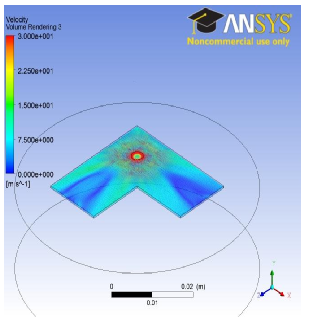 Velocity
Volume Rendering 3
3.000e+001
2.250e+001
1.500e+001
7.500e+000
0.000e+000
[m s^-1]
ANSYS
Noncommercial use only
0
0.02 (m)
0.01